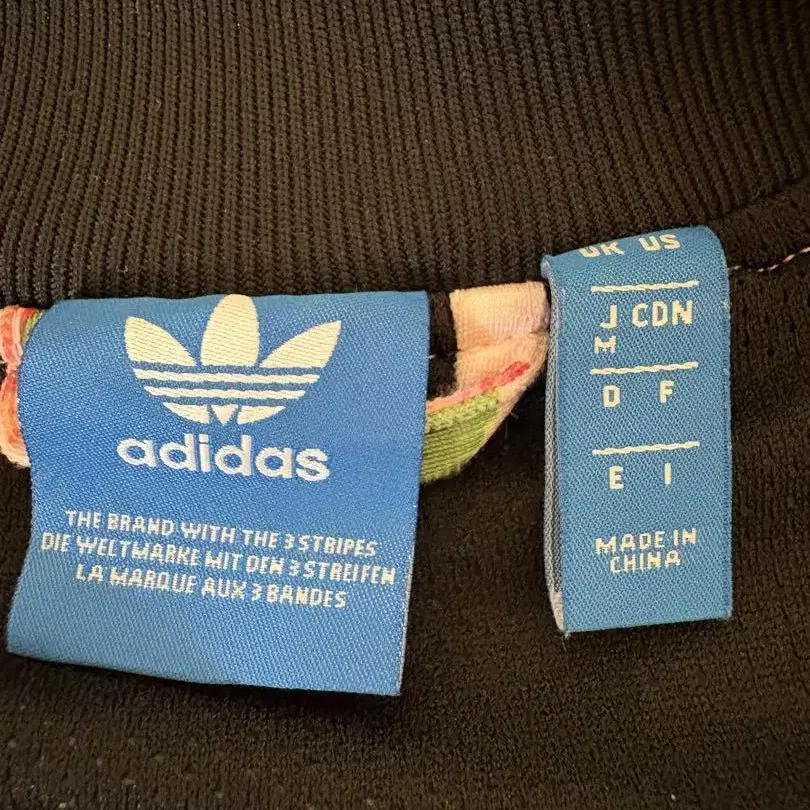 adidas
THE BRAND WITH THE 3 STRIPES
DIE WELTMARKE MIT DEN 3 STREIFEN
LA MARQUE AUX 3 BANDES
UK US
J CDN
M
D F
E I
MADE IN
CHINA